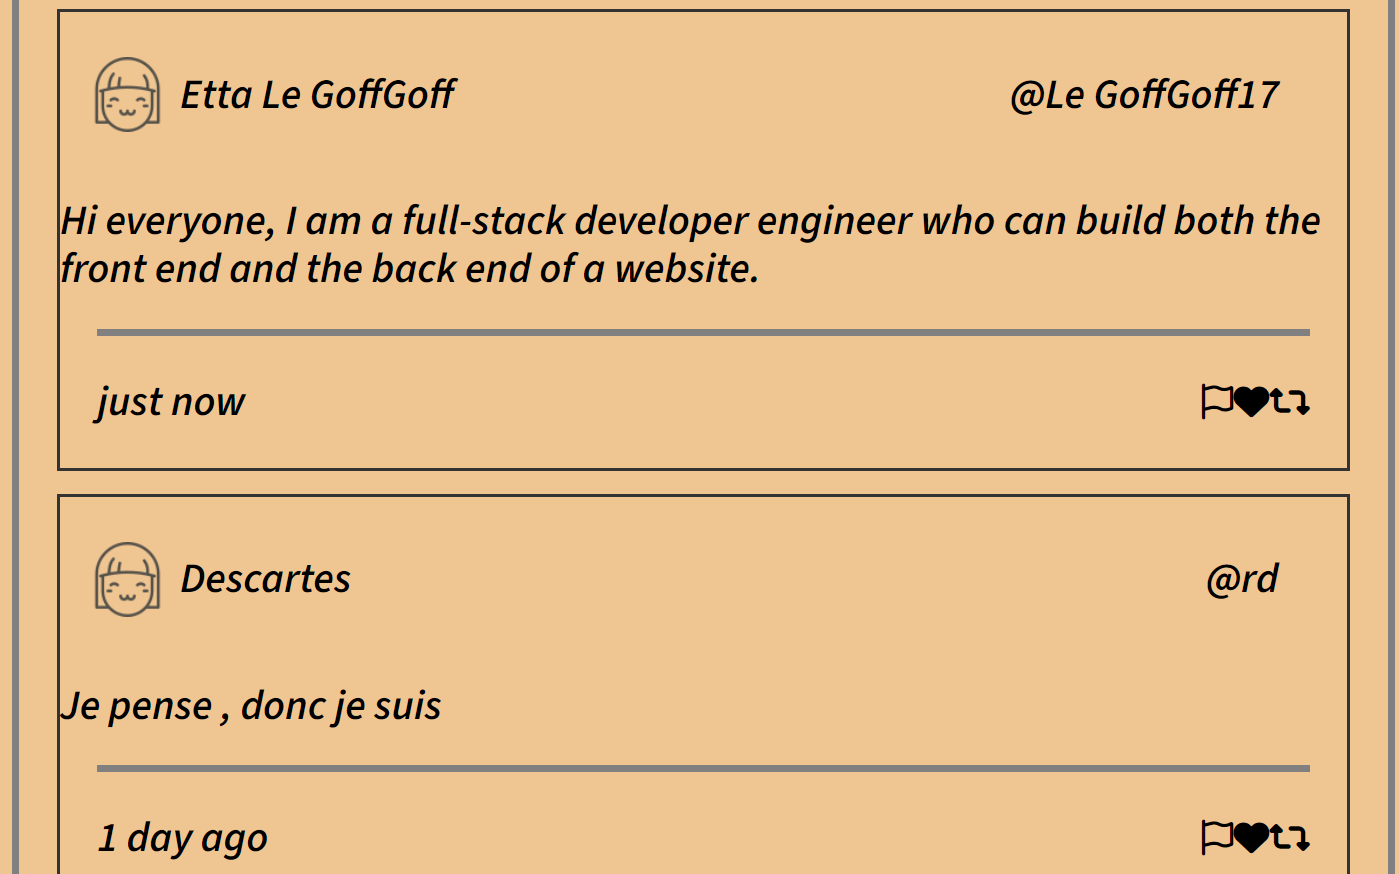 Etta Le GoffGoff @Le GoffGoff17
Hi everyone, I am a full-stack developer engineer who can build both the
front end and the back end of a website.
just now
Descartes @rd
Je pense , donc je suis
1 day ago